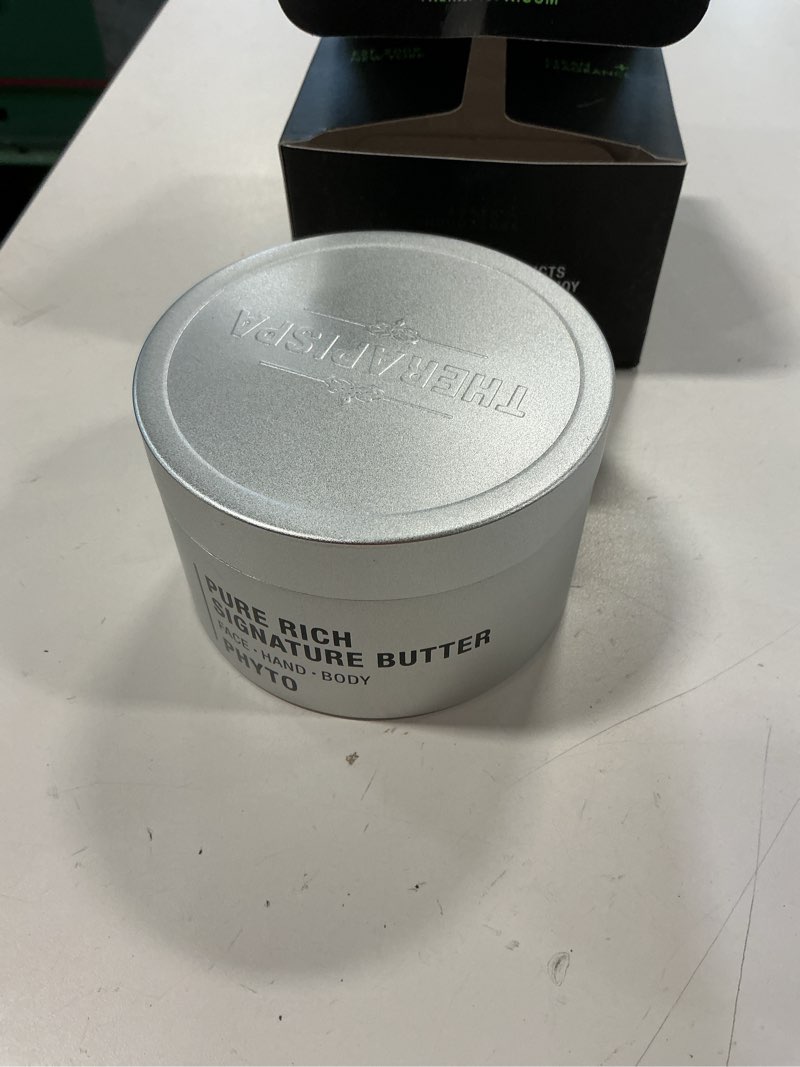 THERAPISPA
PURE RICH
SIGNATURE BUTTER
FACE · HAND · BODY
PHYTO